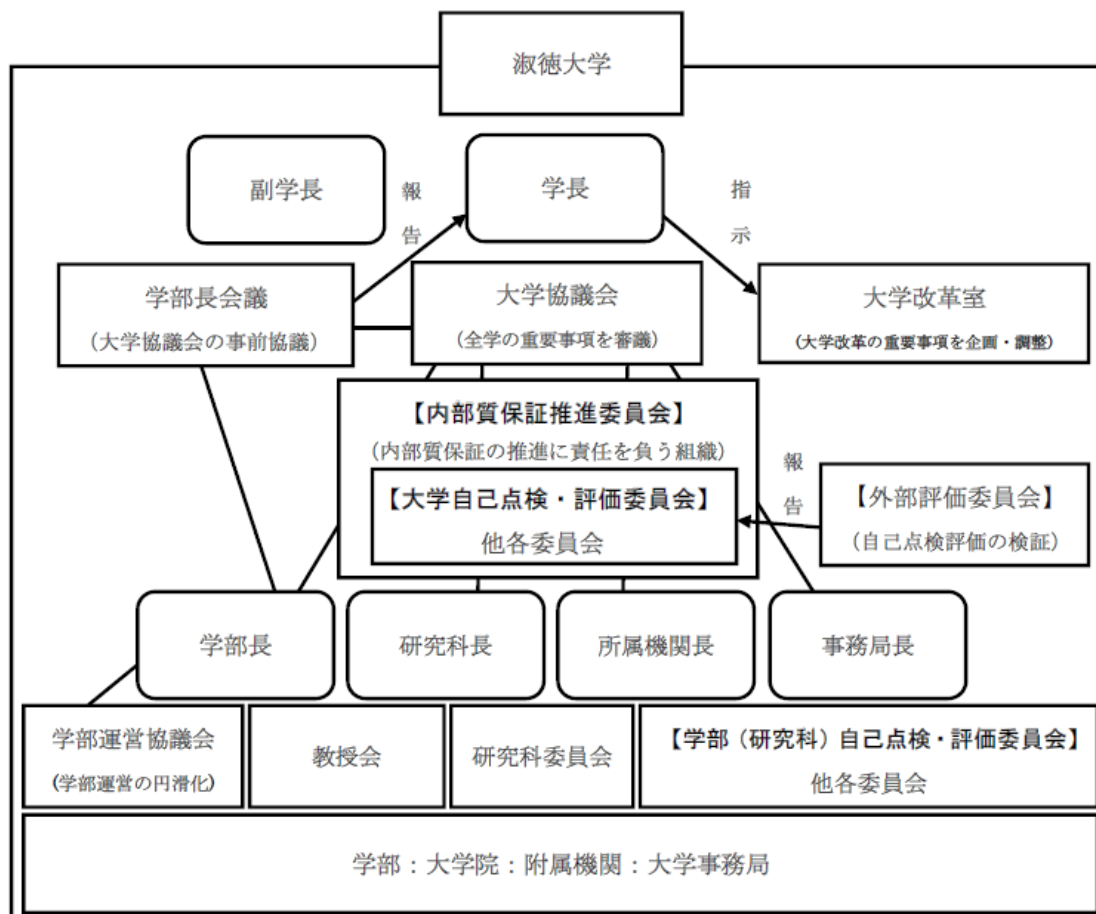 淑徳大学
副学長
報告
学長
指示
学部長会議
(大学協議会の事前協議)
大学協議会
(全学の重要事項を審議)
大学改革室
(大学改革の重要事項を企画・調整)
【内部質保証推進委員会】
(内部質保証の推進に責任を負う組織)
【大学自己点検・評価委員会】
他各委員会
報告
【外部評価委員会】
(自己点検評価の検証)
学部長
研究科長
所属機関長
事務局長
学部運営協議会
(学部運営の円滑化)
教授会
研究科委員会
【学部(研究科)自己点検・評価委員会】
他各委員会
学部：大学院：附属機関：大学事務局